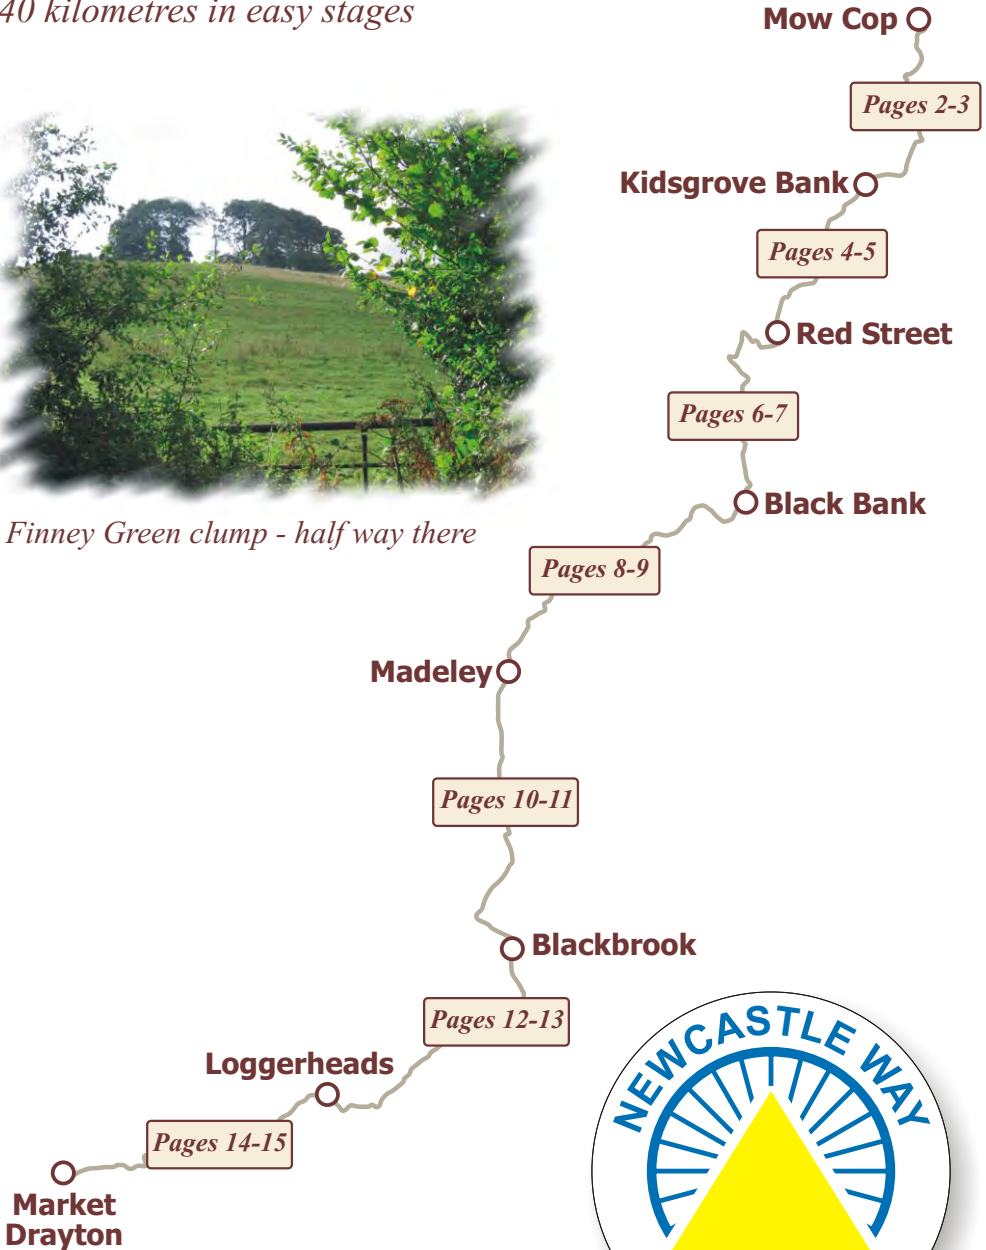 40 kilometres in easy stages
Mow Cop
Pages 2-3
Kidsgrove Bank
Pages 4-5
Red Street
Pages 6-7
Black Bank
Finney Green clump - half way there
Pages 8-9
Madeley
Pages 10-11
Blackbrook
Pages 12-13
Loggerheads
Pages 14-15
Market
Drayton
NEWCASTLE WAY